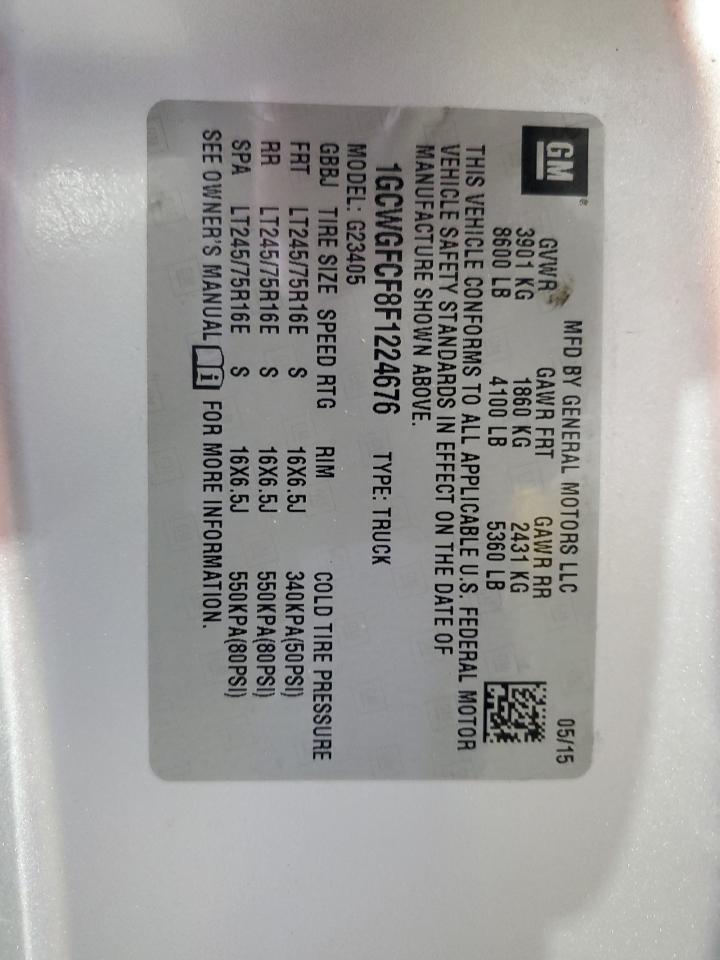 GM
MFD BY GENERAL MOTORS LLC 05/15
GVWR GAWR FRT GAWR RR
3901 KG 1860 KG 2431 KG
8600 LB 4100 LB 5360 LB
THIS VEHICLE CONFORMS TO ALL APPLICABLE U.S. FEDERAL MOTOR
VEHICLE SAFETY STANDARDS IN EFFECT ON THE DATE OF
MANUFACTURE SHOWN ABOVE.
1GCWGFCF8F1224676 TYPE: TRUCK
MODEL: G23405
GBBJ TIRE SIZE SPEED RTG RIM COLD TIRE PRESSURE
FRT LT245/75R16E S 16X6.5J 340KPA(50PSI)
RR LT245/75R16E S 16X6.5J 550KPA(80PSI)
SPA LT245/75R16E S 16X6.5J 550KPA(80PSI)
SEE OWNER'S MANUAL i FOR MORE INFORMATION.